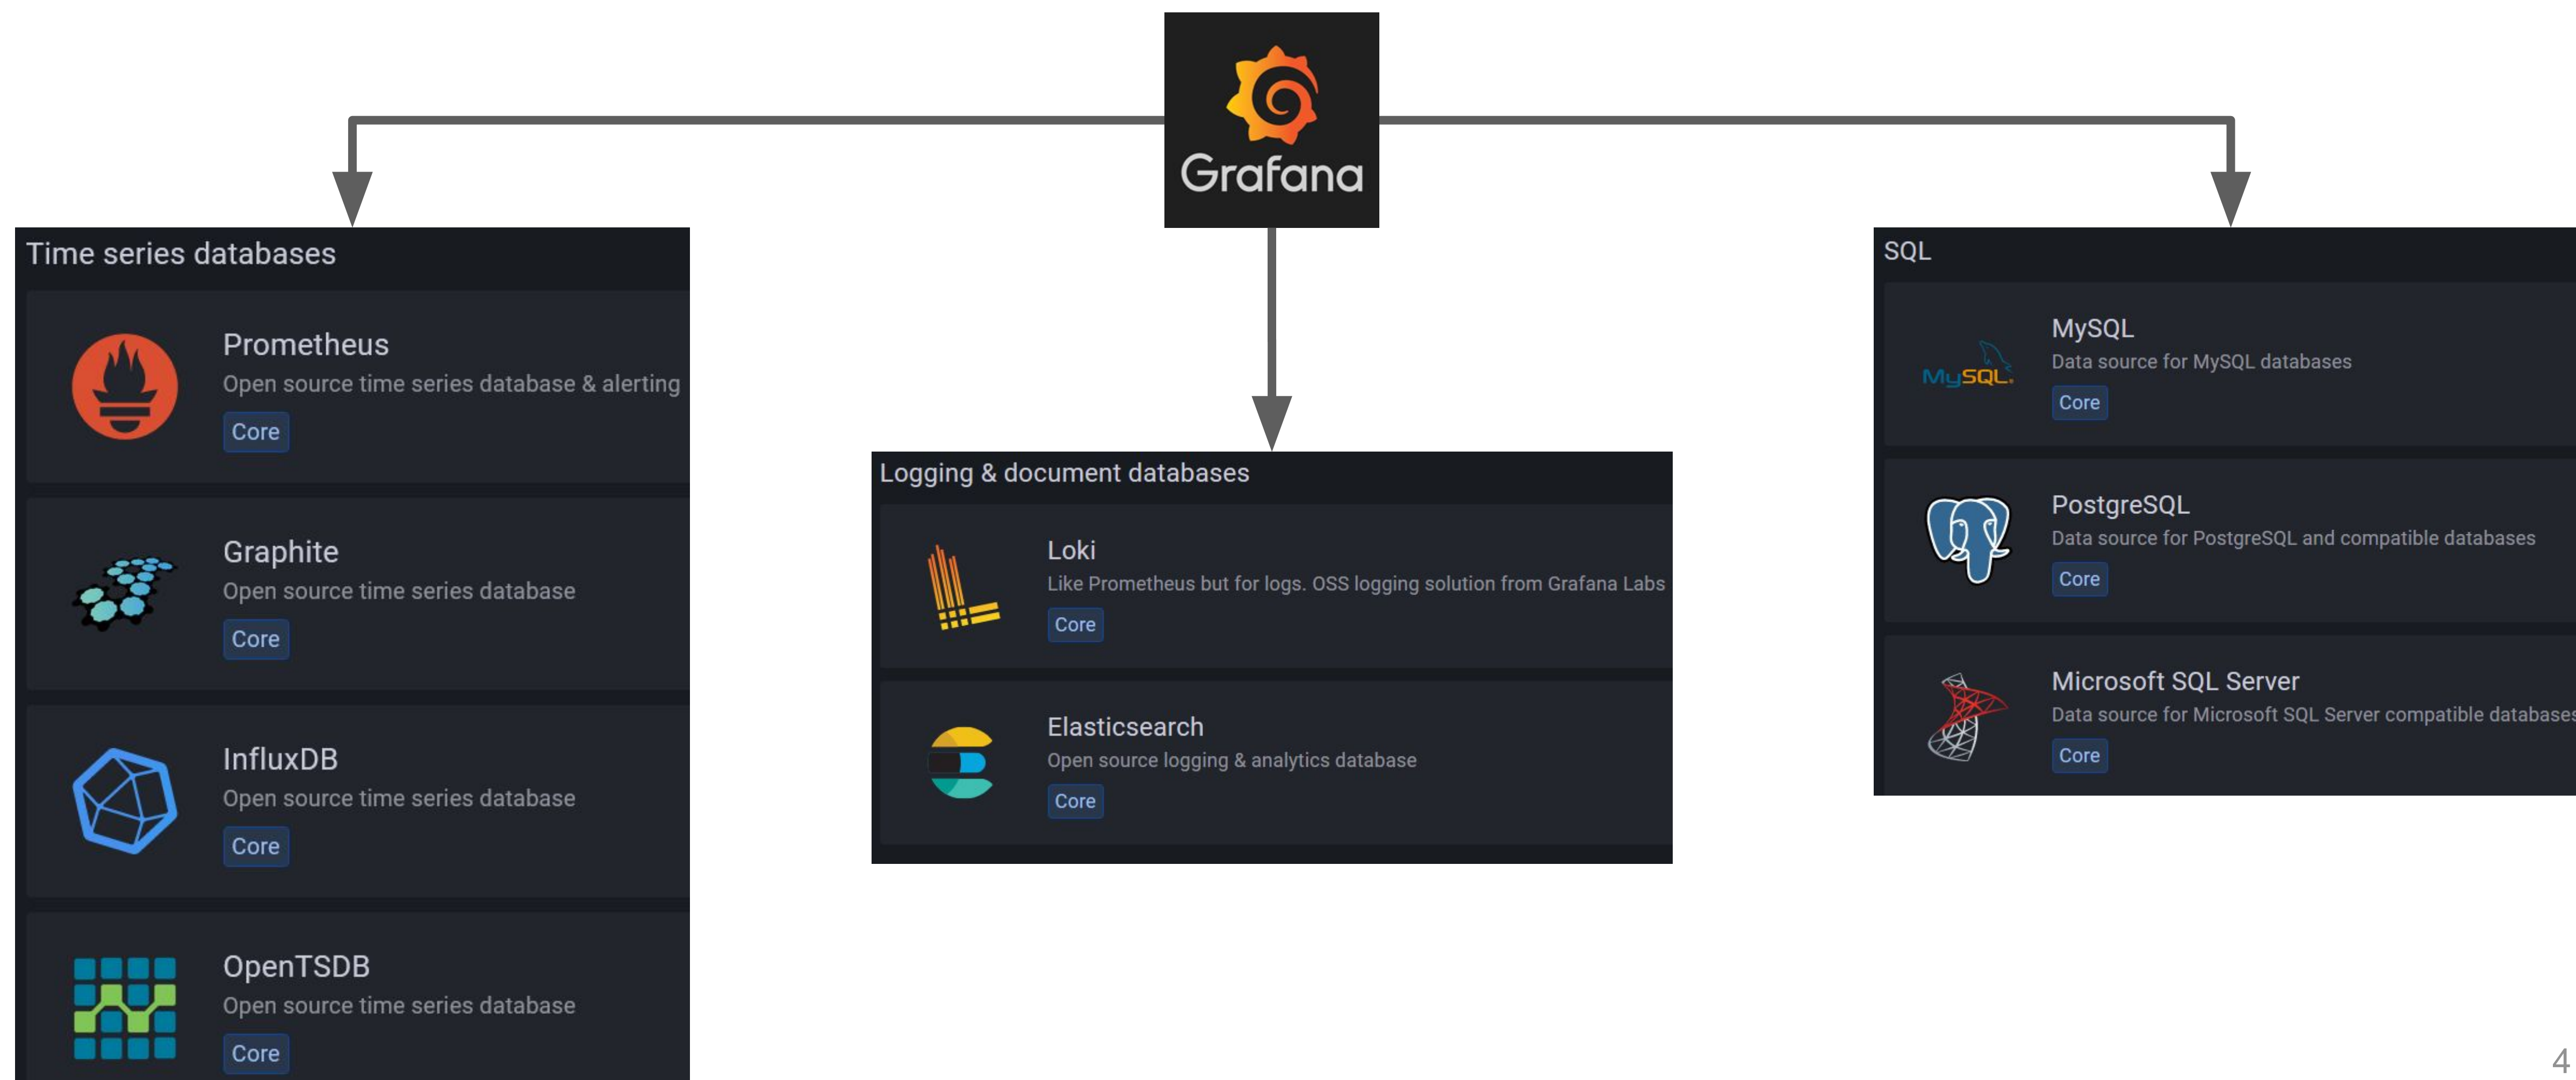 Grafana
Time series databases
Prometheus
Open source time series database & alerting
Core
Graphite
Open source time series database
Core
InfluxDB
Open source time series database
Core
OpenTSDB
Open source time series database
Core
Logging & document databases
Loki
Like Prometheus but for logs. OSS logging solution from Grafana Labs
Core
Elasticsearch
Open source logging & analytics database
Core
SQL
MySQL
MySQL
Data source for MySQL databases
Core
PostgreSQL
Data source for PostgreSQL and compatible databases
Core
Microsoft SQL Server
Data source for Microsoft SQL Server compatible databases
Core
4